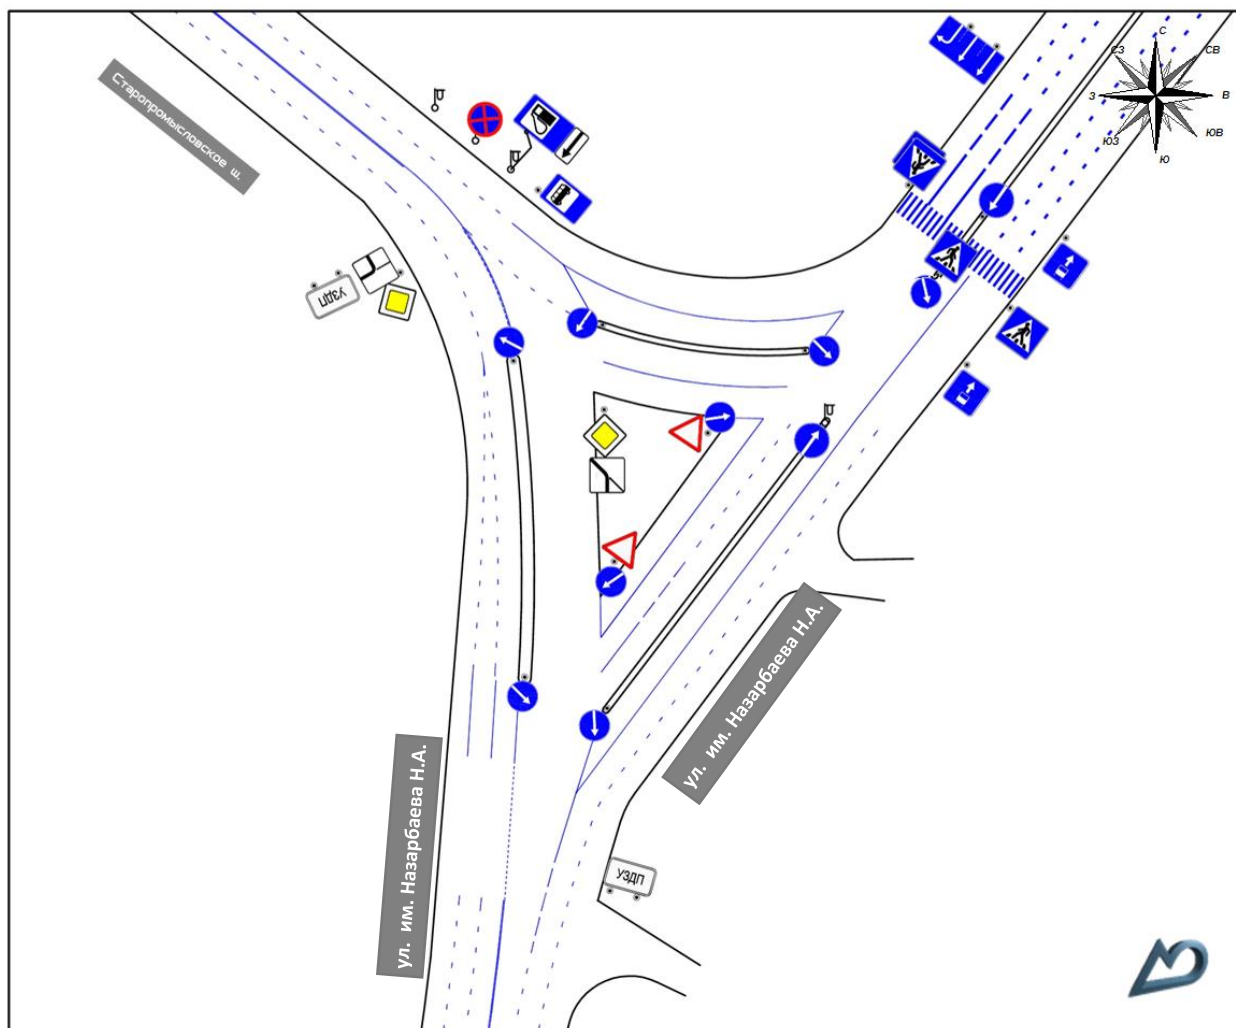 Старопромысловское ш.
С
СЗ
СВ
З
В
ЮЗ
ЮВ
Ю
УЗДП
ул. им. Назарбаева Н.А.
ул. им. Назарбаева Н.А.
УЗДП